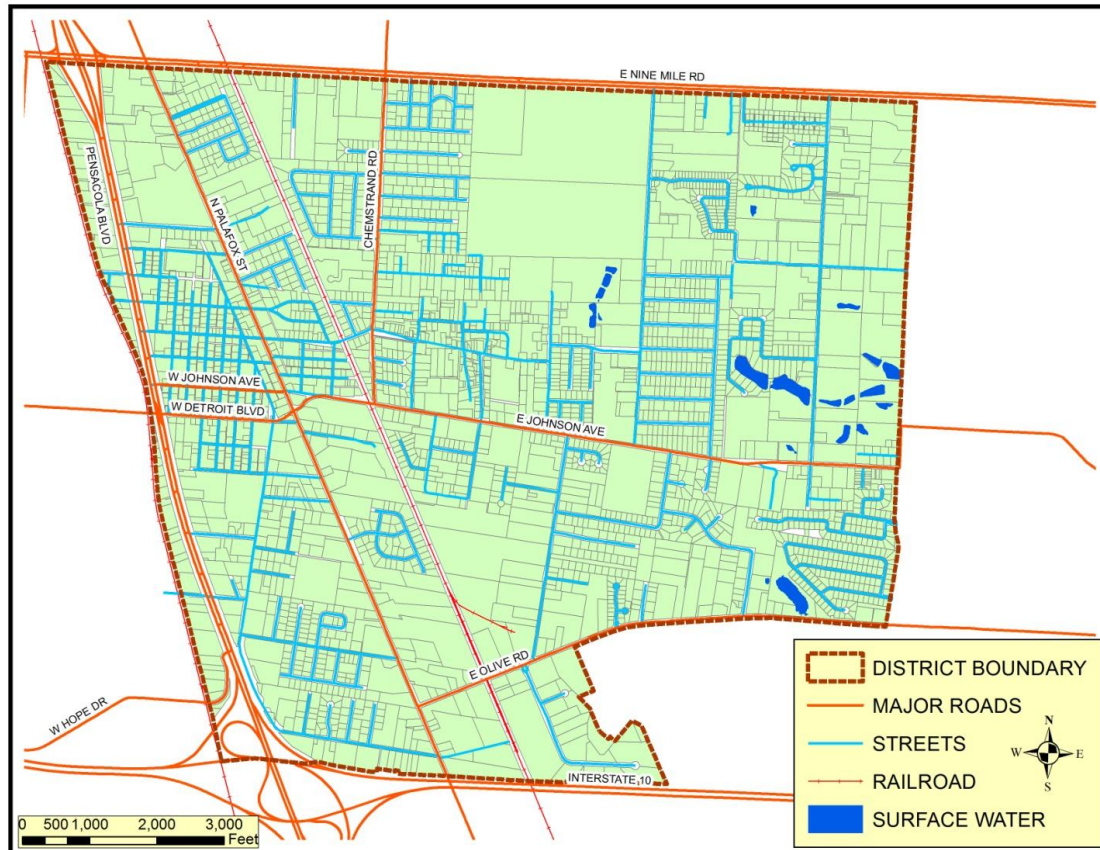 E NINE MILE RD
PENSACOLA BLVD
N PALAFOX ST
CHEMSTRAND RD
W JOHNSON AVE
W DETROIT BLVD
E JOHNSON AVE
E OLIVE RD
W HOPE DR
INTERSTATE 10
DISTRICT BOUNDARY
MAJOR ROADS
STREETS
RAILROAD
SURFACE WATER
N
W E
S
0 500 1,000 2,000 3,000
Feet